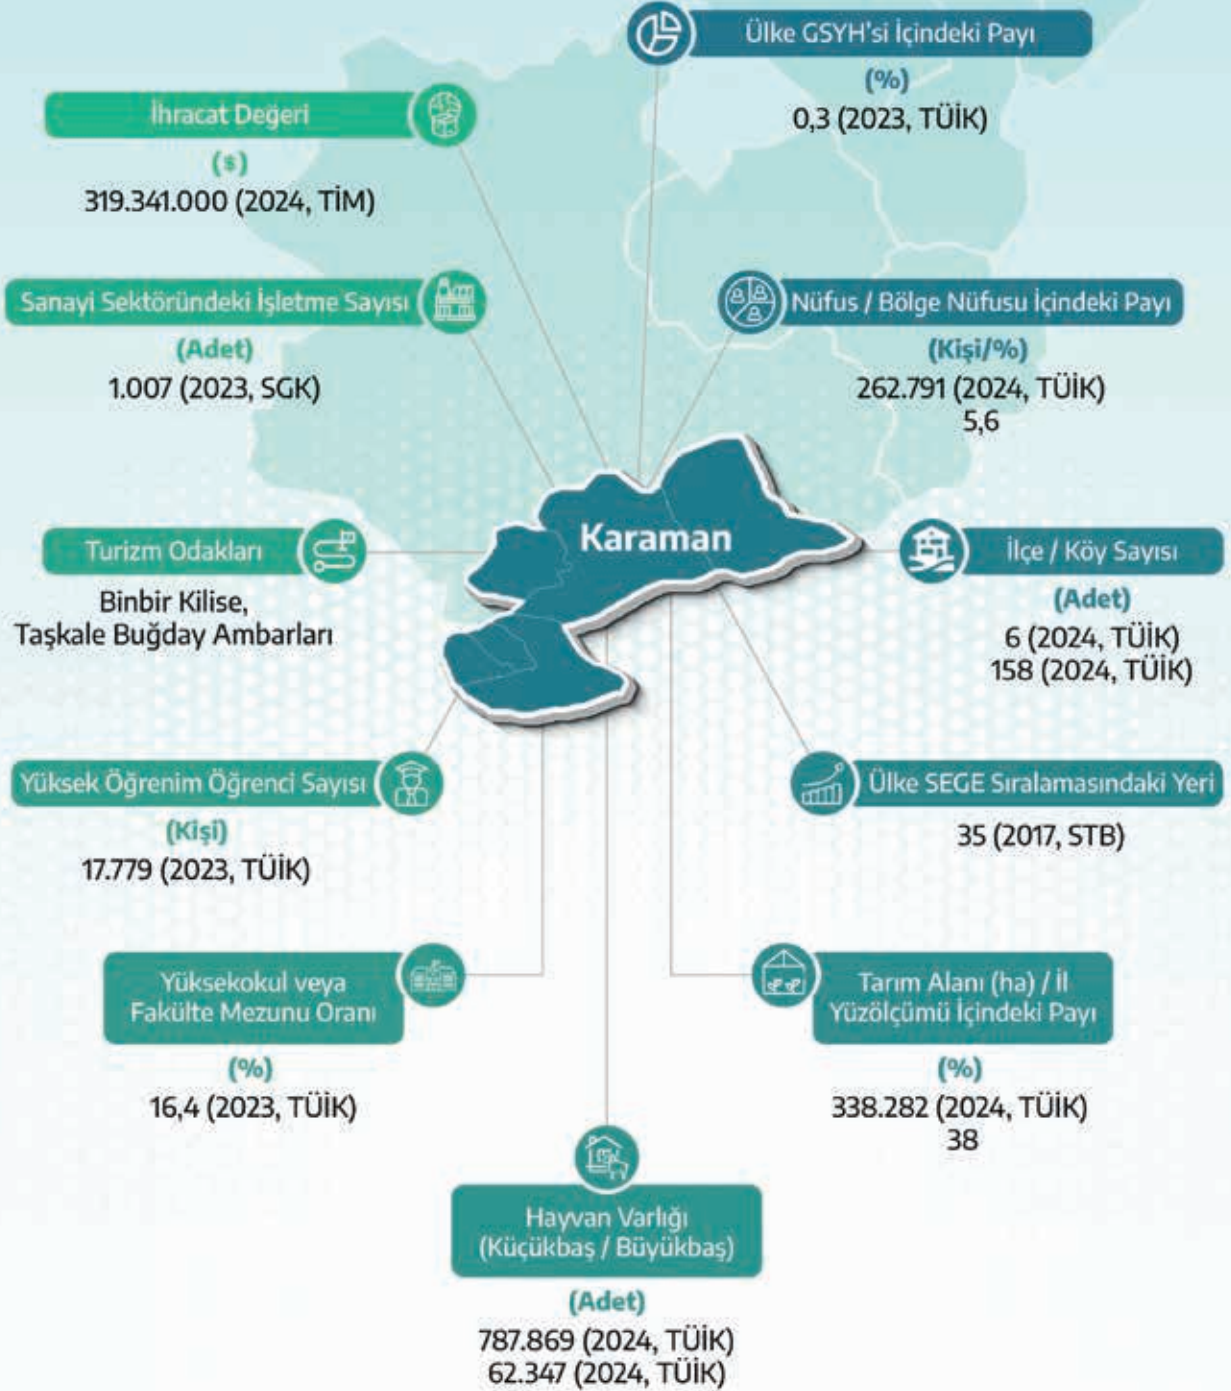 Ülke GSYH'si İçindeki Payı
(%)
0,3 (2023, TÜİK)
İhracat Değeri
($)
319.341.000 (2024, TİM)
Sanayi Sektöründeki İşletme Sayısı
(Adet)
1.007 (2023, SGK)
Nüfus / Bölge Nüfusu İçindeki Payı
(Kişi/%)
262.791 (2024, TÜİK)
5,6
Karaman
Turizm Odakları
Binbir Kilise,
Taşkale Buğday Ambarları
İlçe / Köy Sayısı
(Adet)
6 (2024, TÜİK)
158 (2024, TÜİK)
Yüksek Öğrenim Öğrenci Sayısı
(Kişi)
17.779 (2023, TÜİK)
Ülke SEGE Sıralamasındaki Yeri
35 (2017, STB)
Yüksekokul veya
Fakülte Mezunu Oranı
(%)
16,4 (2023, TÜİK)
Tarım Alanı (ha) / İl
Yüzölçümü İçindeki Payı
(%)
338.282 (2024, TÜİK)
38
Hayvan Varlığı
(Küçükbaş / Büyükbaş)
(Adet)
787.869 (2024, TÜİK)
62.347 (2024, TÜİK)